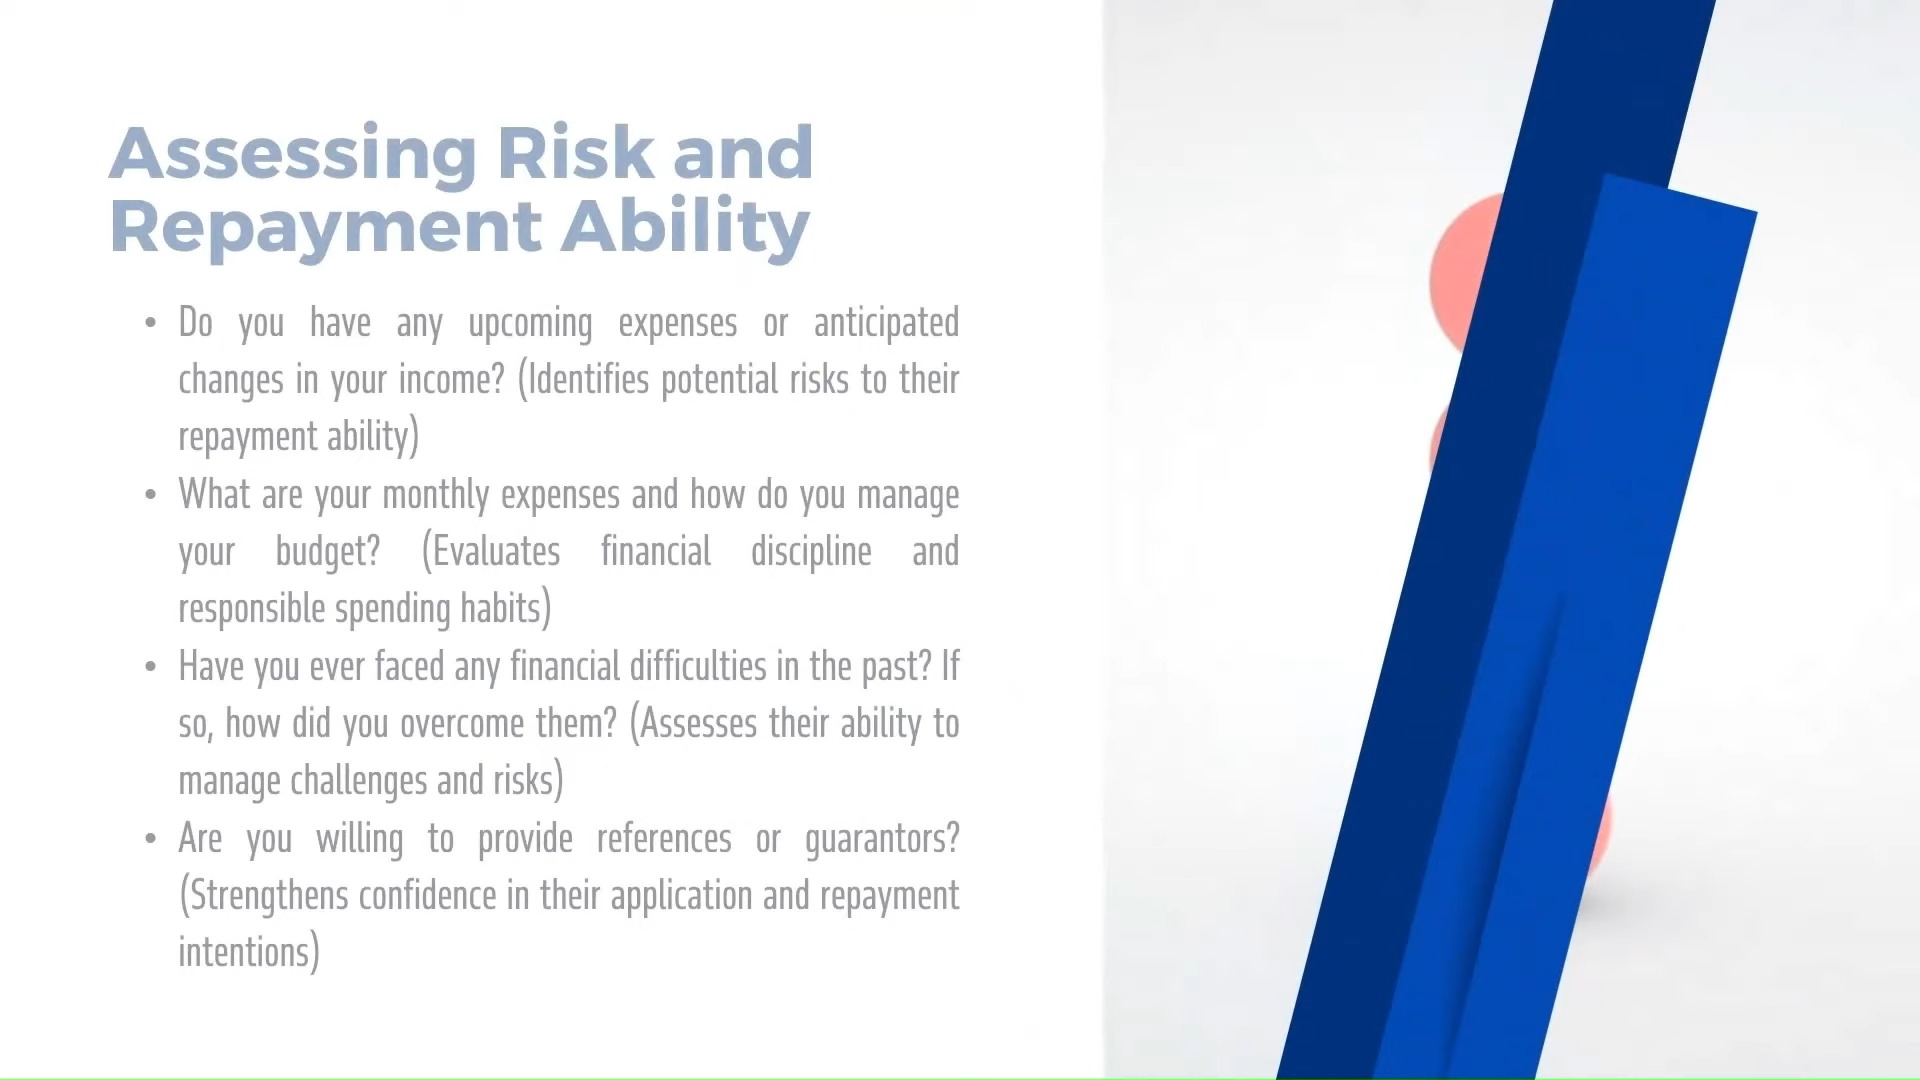 Assessing Risk and
Repayment Ability
• Do you have any upcoming expenses or anticipated
changes in your income? (Identifies potential risks to their
repayment ability)
• What are your monthly expenses and how do you manage
your budget? (Evaluates financial discipline and
responsible spending habits)
• Have you ever faced any financial difficulties in the past? If
so, how did you overcome them? (Assesses their ability to
manage challenges and risks)
• Are you willing to provide references or guarantors?
(Strengthens confidence in their application and repayment
intentions)